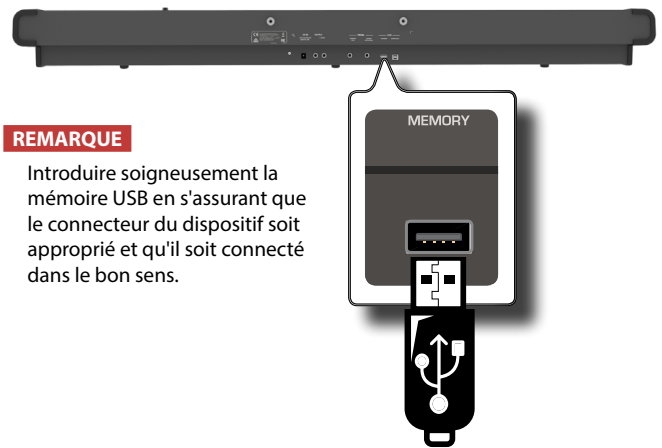 MEMORY
REMARQUE
Introduire soigneusement la
mémoire USB en s'assurant que
le connecteur du dispositif soit
approprié et qu'il soit connecté
dans le bon sens.